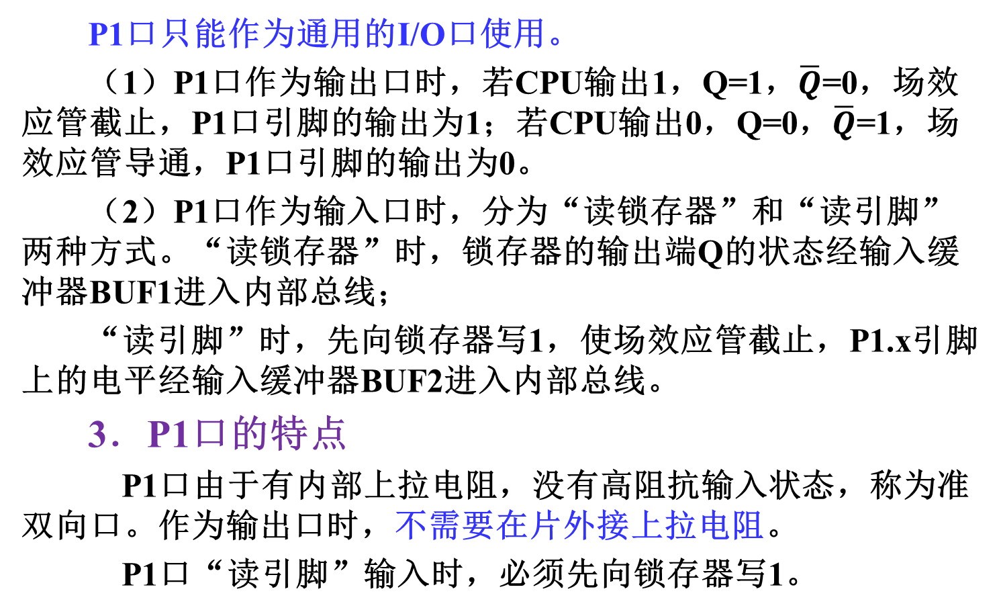 P1口只能作为通用的I/O口使用。
（1）P1口作为输出口时，若CPU输出1，Q=1，Q̅=0，场效
应管截止，P1口引脚的输出为1；若CPU输出0，Q=0，Q̅=1，场
效应管导通，P1口引脚的输出为0。
（2）P1口作为输入口时，分为“读锁存器”和“读引脚”
两种方式。“读锁存器”时，锁存器的输出端Q的状态经输入缓
冲器BUF1进入内部总线；
“读引脚”时，先向锁存器写1，使场效应管截止，P1.x引脚
上的电平经输入缓冲器BUF2进入内部总线。
3．P1口的特点
P1口由于有内部上拉电阻，没有高阻抗输入状态，称为准
双向口。作为输出口时，不需要在片外接上拉电阻。
P1口“读引脚”输入时，必须先向锁存器写1。